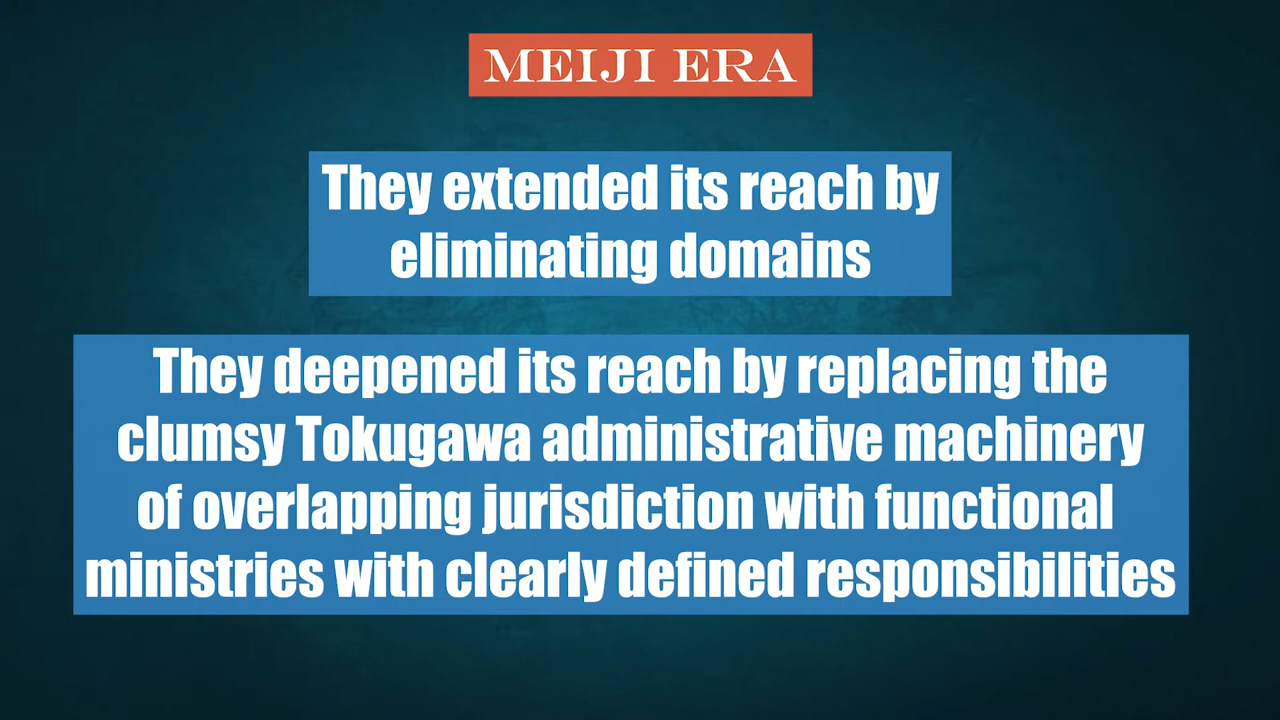 MEIJI ERA
They extended its reach by
eliminating domains
They deepened its reach by replacing the
clumsy Tokugawa administrative machinery
of overlapping jurisdiction with functional
ministries with clearly defined responsibilities